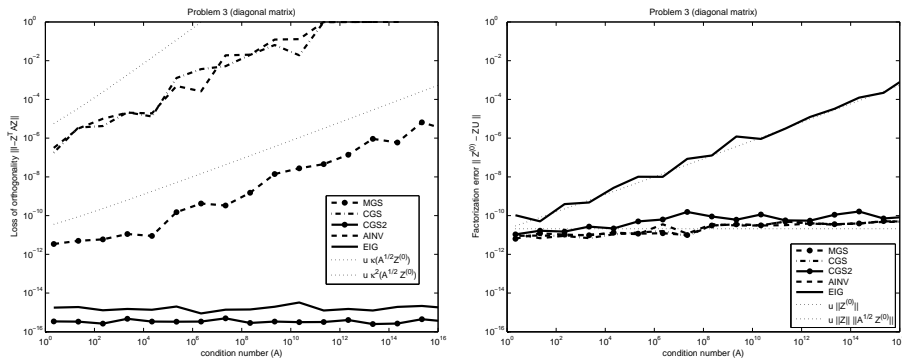 Problem 3 (diagonal matrix)
10^0
10^-2
10^-4
10^-6
10^-8
10^-10
10^-12
10^-14
10^-16
Loss of orthogonality ||I−Z^T AZ||
MGS
CGS
CGS2
AINV
EIG
u κ(A^1/2 Z^(0))
u κ^2(A^1/2 Z^(0))
10^0 10^2 10^4 10^6 10^8 10^10 10^12 10^14 10^16
condition number (A)
Problem 3 (diagonal matrix)
10^0
10^-2
10^-4
10^-6
10^-8
10^-10
10^-12
10^-14
10^-16
Factorization error || Z^(0) − ZU ||
MGS
CGS
CGS2
AINV
EIG
u ||Z^(0)||
u ||Z|| ||A^1/2 Z^(0)||
10^0 10^2 10^4 10^6 10^8 10^10 10^12 10^14 10^16
condition number (A)